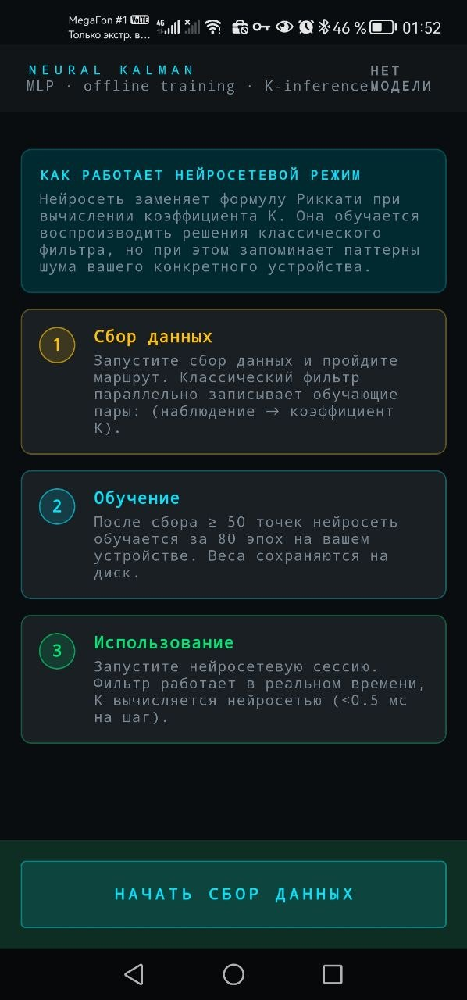 MegaFon #1 VoLTE
Только экстр. в...
4G
46 %
01:52
NEURAL KALMAN
MLP · offline training · K-inference
НЕТ
МОДЕЛИ
КАК РАБОТАЕТ НЕЙРОСЕТЕВОЙ РЕЖИМ
Нейросеть заменяет формулу Риккати при
вычислении коэффициента K. Она обучается
воспроизводить решения классического
фильтра, но при этом запоминает паттерны
шума вашего конкретного устройства.
1
Сбор данных
Запустите сбор данных и пройдите
маршрут. Классический фильтр
параллельно записывает обучающие
пары: (наблюдение → коэффициент
K).
2
Обучение
После сбора ≥ 50 точек нейросеть
обучается за 80 эпох на вашем
устройстве. Веса сохраняются на
диск.
3
Использование
Запустите нейросетевую сессию.
Фильтр работает в реальном времени,
K вычисляется нейросетью (<0.5 мс
на шаг).
НАЧАТЬ СБОР ДАННЫХ